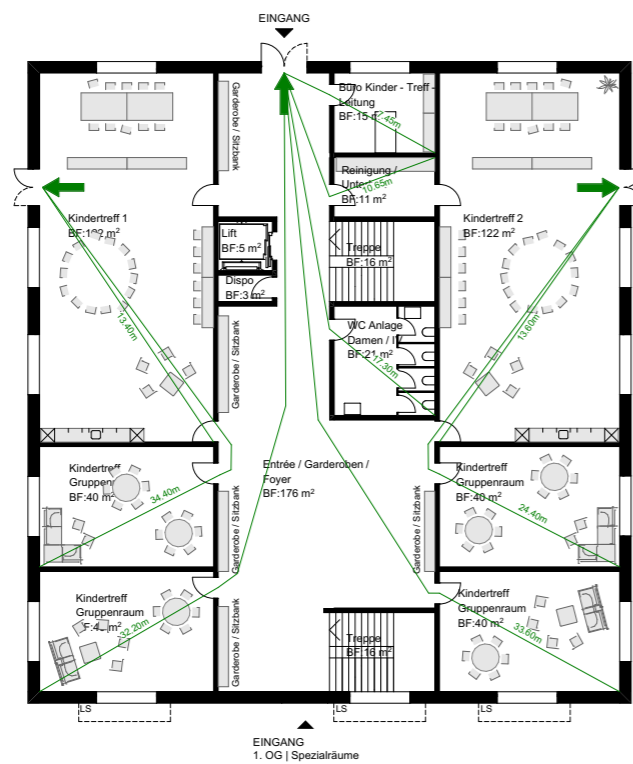 EINGANG
Garderobe / Sitzbank
Büro Kinder - Treff -
Leitung
BF:15 m²
7.45m
Reinigung /
BF:11 m²
10.65m
Kindertreff 1
Lift
BF:5 m²
Treppe
BF:16 m²
Kindertreff 2
BF:122 m²
Dispo
BF:3 m²
13.40m
Garderobe / Sitzbank
WC Anlage
Damen /
BF:21 m²
17.30m
13.60m
Kindertreff
BF:40 m²
34.40m
Garderobe / Sitzbank
Entrée / Garderoben /
Foyer
BF:176 m²
Garderobe / Sitzbank
Kindertreff
Gruppenraum
BF:40 m²
24.40m
Kindertreff
Gruppenraum
32.20m
Garderobe / Sitzbank
Treppe
BF:16 m²
Kindertreff
Gruppenraum
BF:40 m²
33.60m
LS
LS
LS
EINGANG
1. OG | Spezialräume